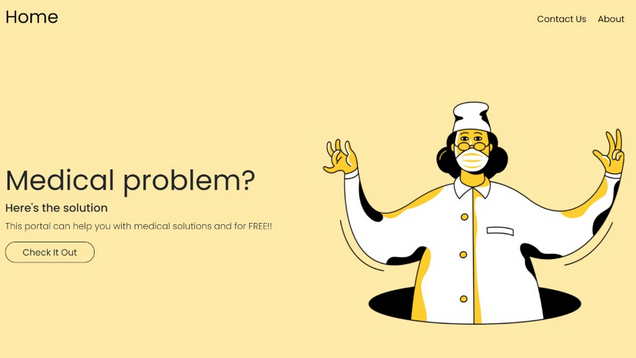 Home
Contact Us About
Medical problem?
Here's the solution
This portal can help you with medical solutions and for FREE!!
Check It Out